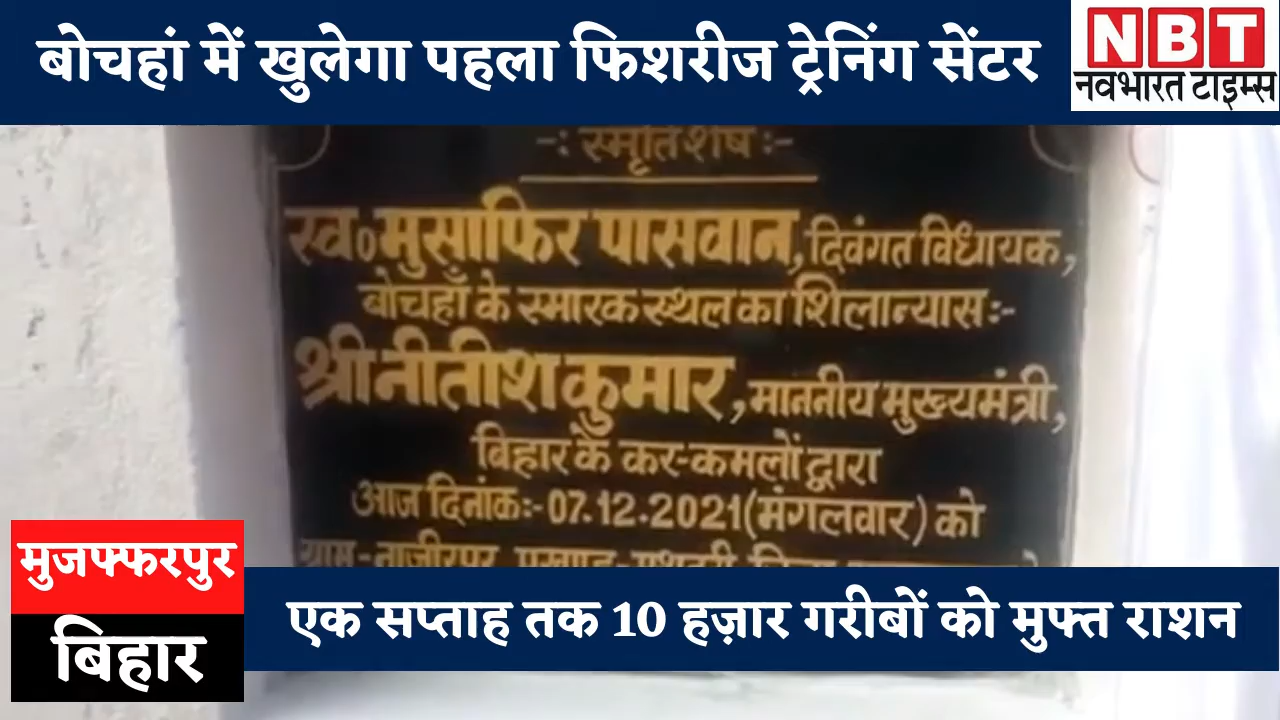 बोचहां में खुलेगा पहला फिशरीज ट्रेनिंग सेंटर
NBT
नवभारत टाइम्स
-: स्मृति शेष :-
स्व० मुसाफिर पासवान, दिवंगत विधायक,
बोचहाँ के स्मारक स्थल का शिलान्यास :-
श्री नीतीश कुमार, माननीय मुख्यमंत्री,
बिहार के कर-कमलों द्वारा
आज दिनांक:- 07.12.2021 (मंगलवार) को
मुजफ्फरपुर
बिहार
एक सप्ताह तक 10 हज़ार गरीबों को मुफ्त राशन